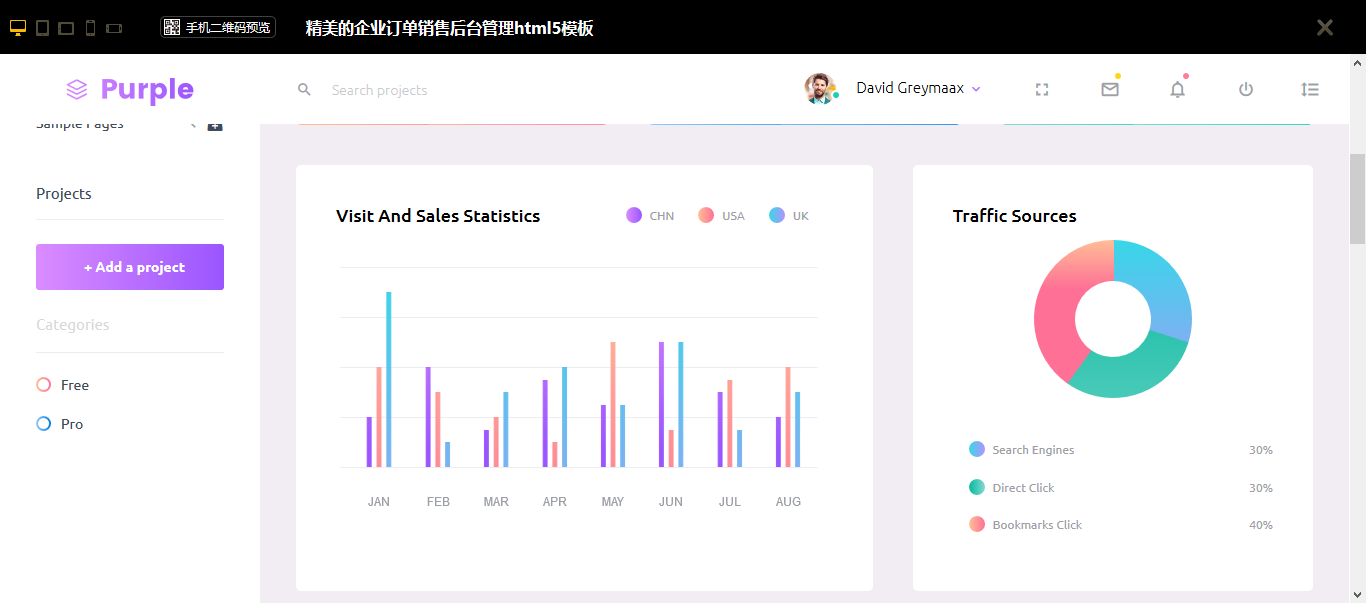 手机二维码预览
精美的企业订单销售后台管理html5模板
Purple
Search projects
David Greymaax
Sample Pages
Projects
+ Add a project
Categories
Free
Pro
Visit And Sales Statistics
CHN
USA
UK
JAN FEB MAR APR MAY JUN JUL AUG
Traffic Sources
Search Engines 30%
Direct Click 30%
Bookmarks Click 40%